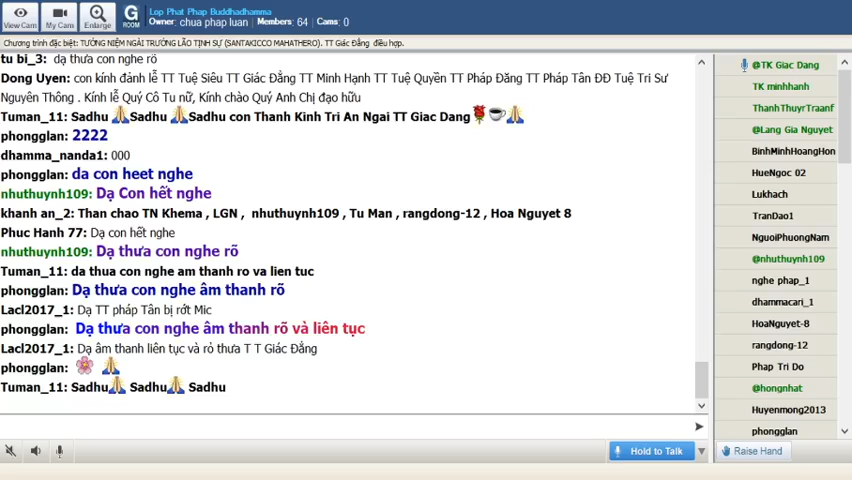 View Cam
My Cam
Enlarge
G
ROOM
Lop Phat Phap Buddhadhamma
Owner: chua phap luan Members: 64 Cams: 0
Chương trình đặc biệt: TƯỞNG NIỆM NGÀI TRƯỞNG LÃO TỊNH SỰ (SANTAKICCO MAHATHERO). TT Giác Đẳng điều hợp.
tu bi_3: dạ thưa con nghe rõ
Dong Uyen: con kính đảnh lễ TT Tuệ Siêu TT Giác Đẳng TT Minh Hạnh TT Tuệ Quyền TT Pháp Đăng TT Pháp Tân ĐĐ Tuệ Tri Sư
Nguyên Thông . Kính lễ Quý Cô Tu nữ, Kính chào Quý Anh Chị đạo hữu
Tuman_11: Sadhu Sadhu Sadhu con Thanh Kinh Tri An Ngai TT Giac Dang
phongglan: 2222
dhamma_nanda1: 000
phongglan: da con heet nghe
nhuthuynh109: Dạ Con hết nghe
khanh an_2: Than chao TN Khema , LGN , nhuthuynh109 , Tu Man , rangdong-12 , Hoa Nguyet 8
Phuc Hanh 77: Dạ con hết nghe
nhuthuynh109: Dạ thưa con nghe rõ
Tuman_11: da thua con nghe am thanh ro va lien tuc
phongglan: Dạ thưa con nghe âm thanh rõ
Lacl2017_1: Dạ TT pháp Tân bị rớt Mic
phongglan: Dạ thưa con nghe âm thanh rõ và liên tục
Lacl2017_1: Dạ âm thanh liên tục và rỏ thưa T T Giác Đẳng
phongglan:
Tuman_11: Sadhu Sadhu Sadhu
Hold to Talk
@TK Giac Dang
TK minhhanh
ThanhThuyrTraanf
@Lang Gia Nguyet
BinhMinhHoangHon
HueNgoc 02
Lukhach
TranDao1
NguoiPhuongNam
@nhuthuynh109
nghe phap_1
dhammacari_1
HoaNguyet-8
rangdong-12
Phap Tri Do
@hongnhat
Huyenmong2013
phongglan
Raise Hand